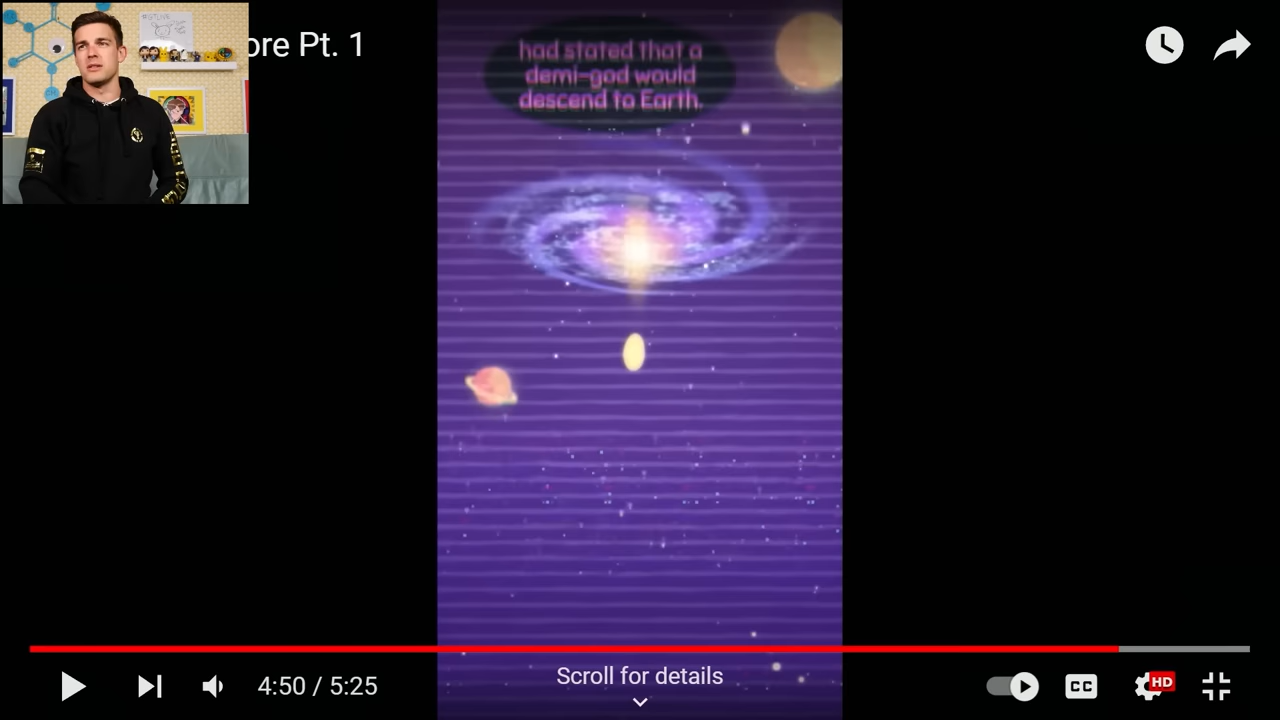 ore Pt. 1
had stated that a
demi-god would
descend to Earth.
Scroll for details
4:50 / 5:25
CC
HD